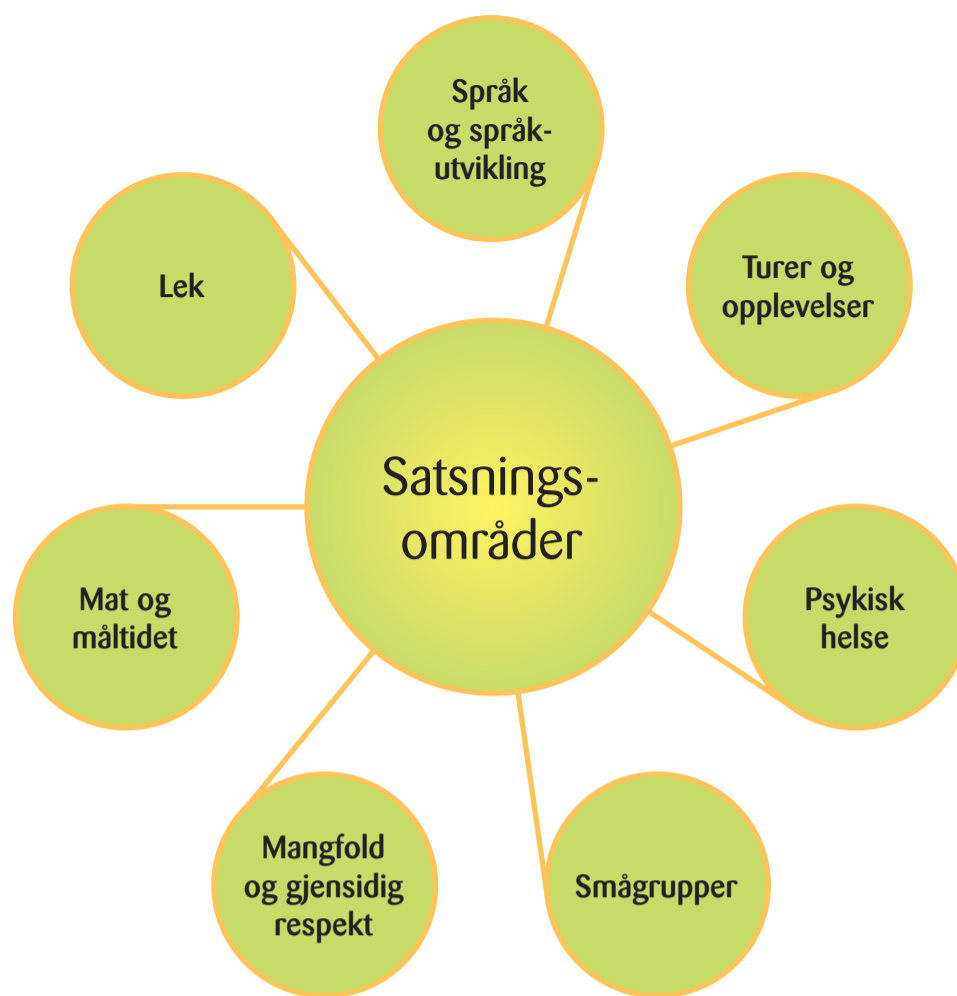 Språk
og språk-
utvikling
Turer og
opplevelser
Lek
Satsnings-
områder
Mat og
måltidet
Psykisk
helse
Mangfold
og gjensidig
respekt
Smågrupper